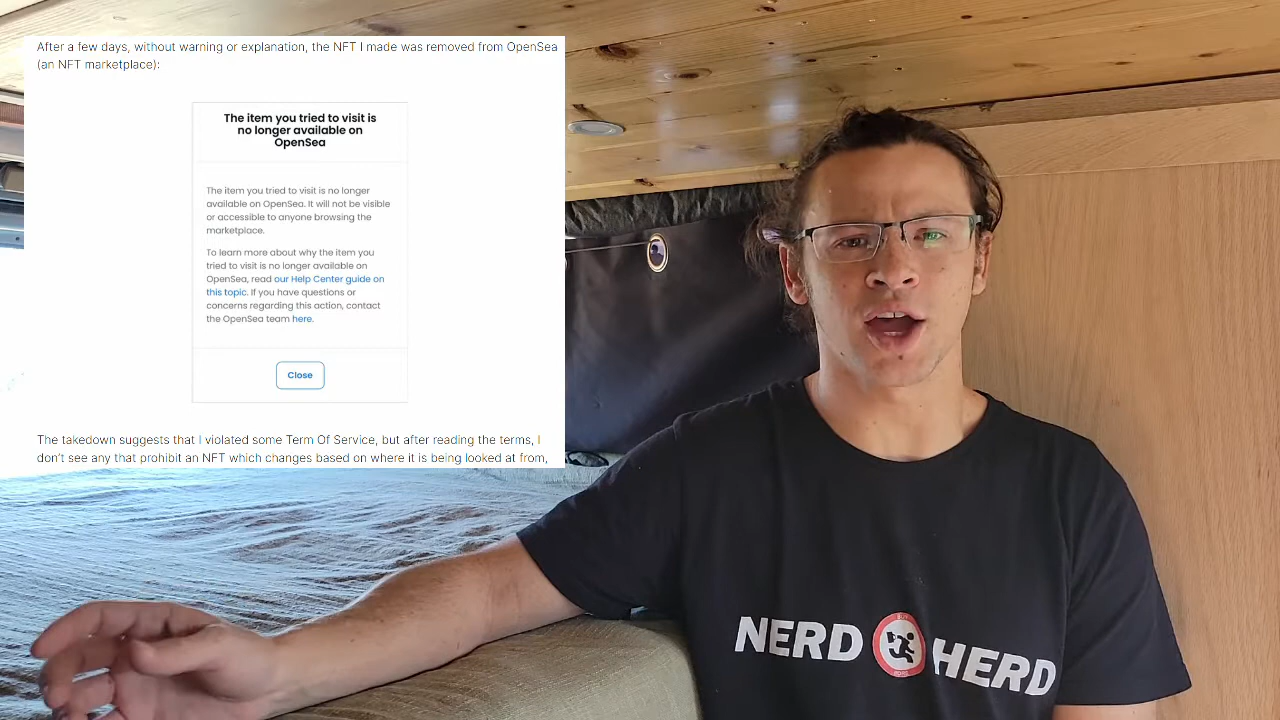 After a few days, without warning or explanation, the NFT I made was removed from OpenSea
(an NFT marketplace):
The item you tried to visit is
no longer available on
OpenSea
The item you tried to visit is no longer
available on OpenSea. It will not be visible
or accessible to anyone browsing the
marketplace.
To learn more about why the item you
tried to visit is no longer available on
OpenSea, read our Help Center guide on
this topic. If you have questions or
concerns regarding this action, contact
the OpenSea team here.
Close
The takedown suggests that I violated some Term Of Service, but after reading the terms, I
don't see any that prohibit an NFT which changes based on where it is being looked at from,
NERD HERD